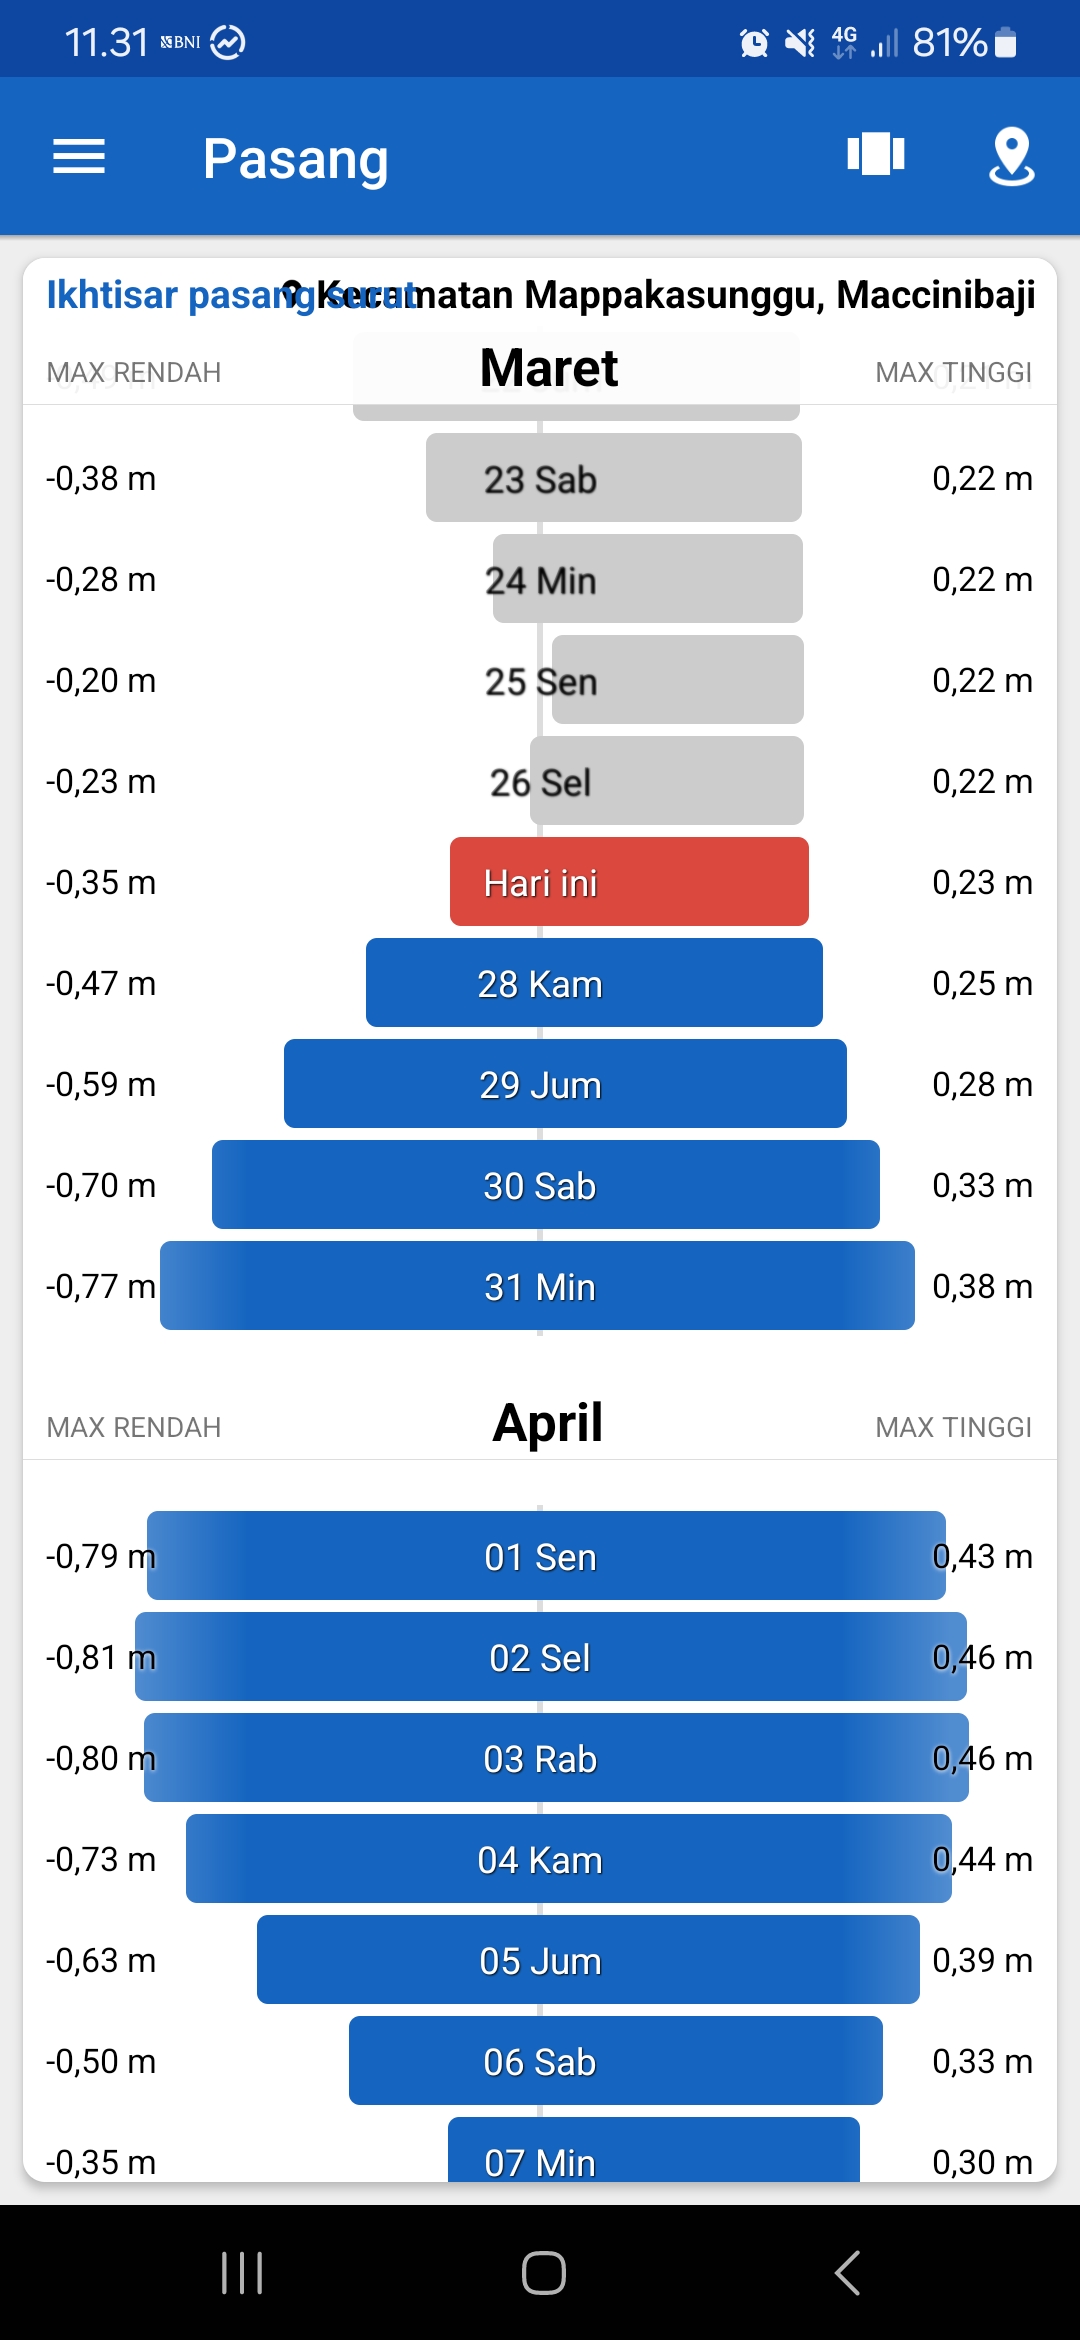 11.31 BNI 4G 81%
Pasang
Ikhtisar pasang surut Kecamatan Mappakasunggu, Maccinibaji
MAX RENDAH Maret MAX TINGGI
-0,38 m 23 Sab 0,22 m
-0,28 m 24 Min 0,22 m
-0,20 m 25 Sen 0,22 m
-0,23 m 26 Sel 0,22 m
-0,35 m Hari ini 0,23 m
-0,47 m 28 Kam 0,25 m
-0,59 m 29 Jum 0,28 m
-0,70 m 30 Sab 0,33 m
-0,77 m 31 Min 0,38 m
MAX RENDAH April MAX TINGGI
-0,79 m 01 Sen 0,43 m
-0,81 m 02 Sel 0,46 m
-0,80 m 03 Rab 0,46 m
-0,73 m 04 Kam 0,44 m
-0,63 m 05 Jum 0,39 m
-0,50 m 06 Sab 0,33 m
-0,35 m 07 Min 0,30 m